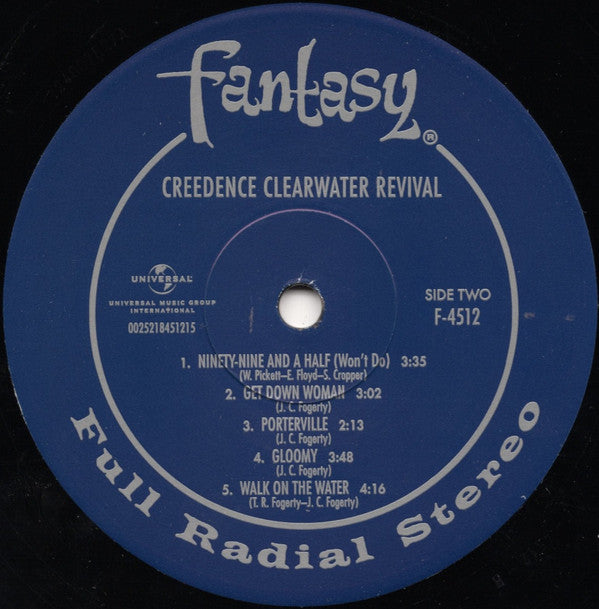 fantasy®
CREEDENCE CLEARWATER REVIVAL
UNIVERSAL
UNIVERSAL MUSIC GROUP
INTERNATIONAL
0025218451215
SIDE TWO
F-4512
1. NINETY-NINE AND A HALF (Won't Do) 3:35
(W. Pickett–E. Floyd–S. Cropper)
2. GET DOWN WOMAN 3:02
(J. C. Fogerty)
3. PORTERVILLE 2:13
(J. C. Fogerty)
4. GLOOMY 3:48
(J. C. Fogerty)
5. WALK ON THE WATER 4:16
(T. R. Fogerty–J. C. Fogerty)
Full Radial Stereo